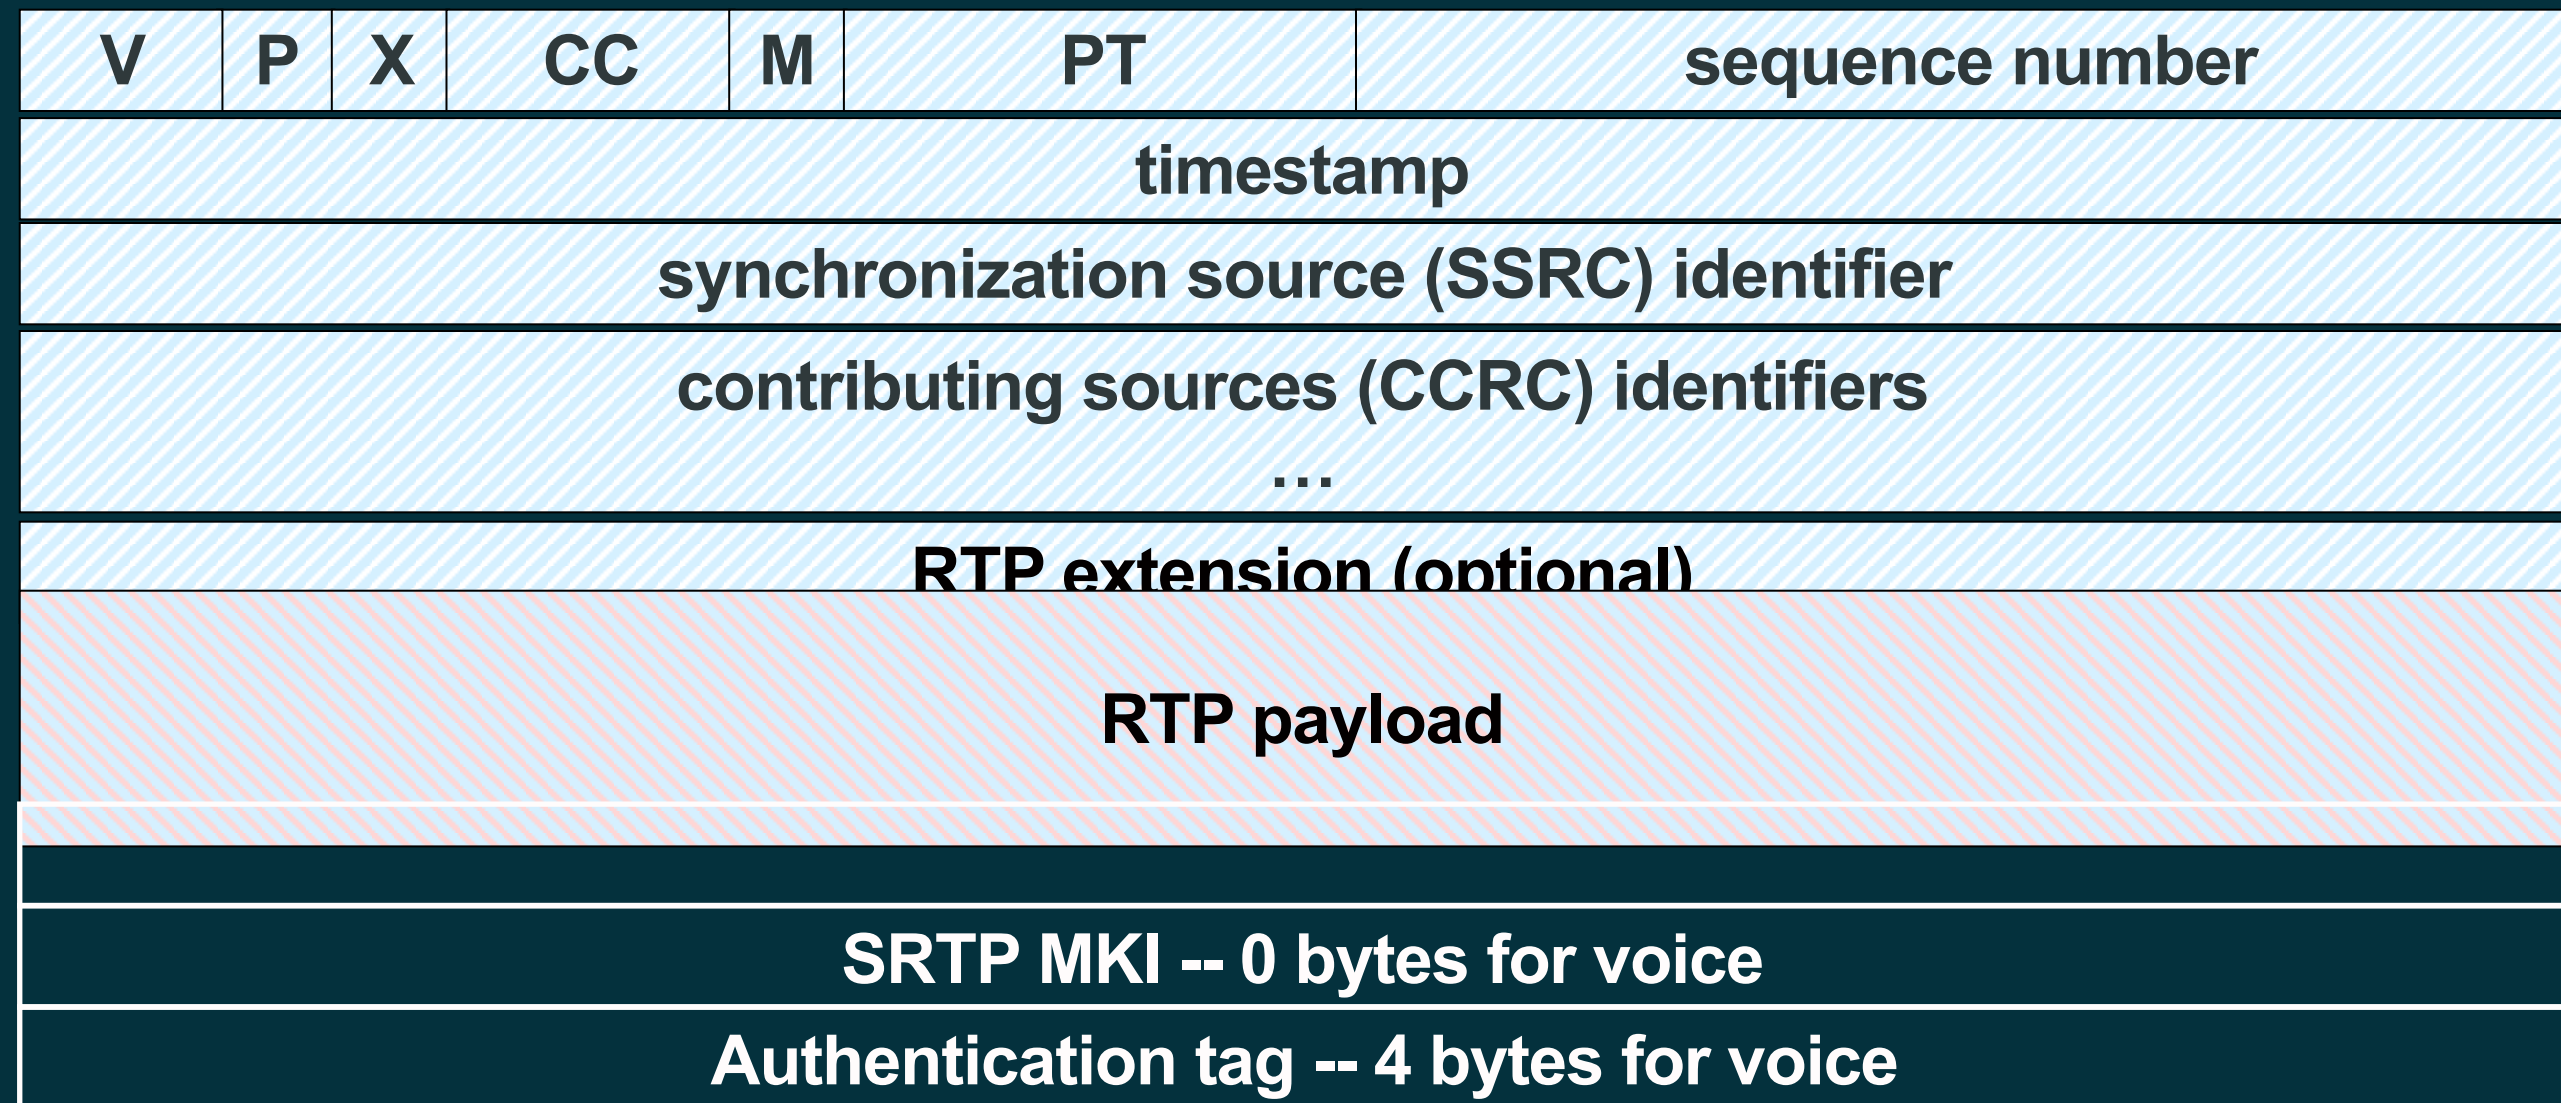 V P X CC M PT sequence number
timestamp
synchronization source (SSRC) identifier
contributing sources (CCRC) identifiers
…
RTP extension (optional)
RTP payload
SRTP MKI -- 0 bytes for voice
Authentication tag -- 4 bytes for voice